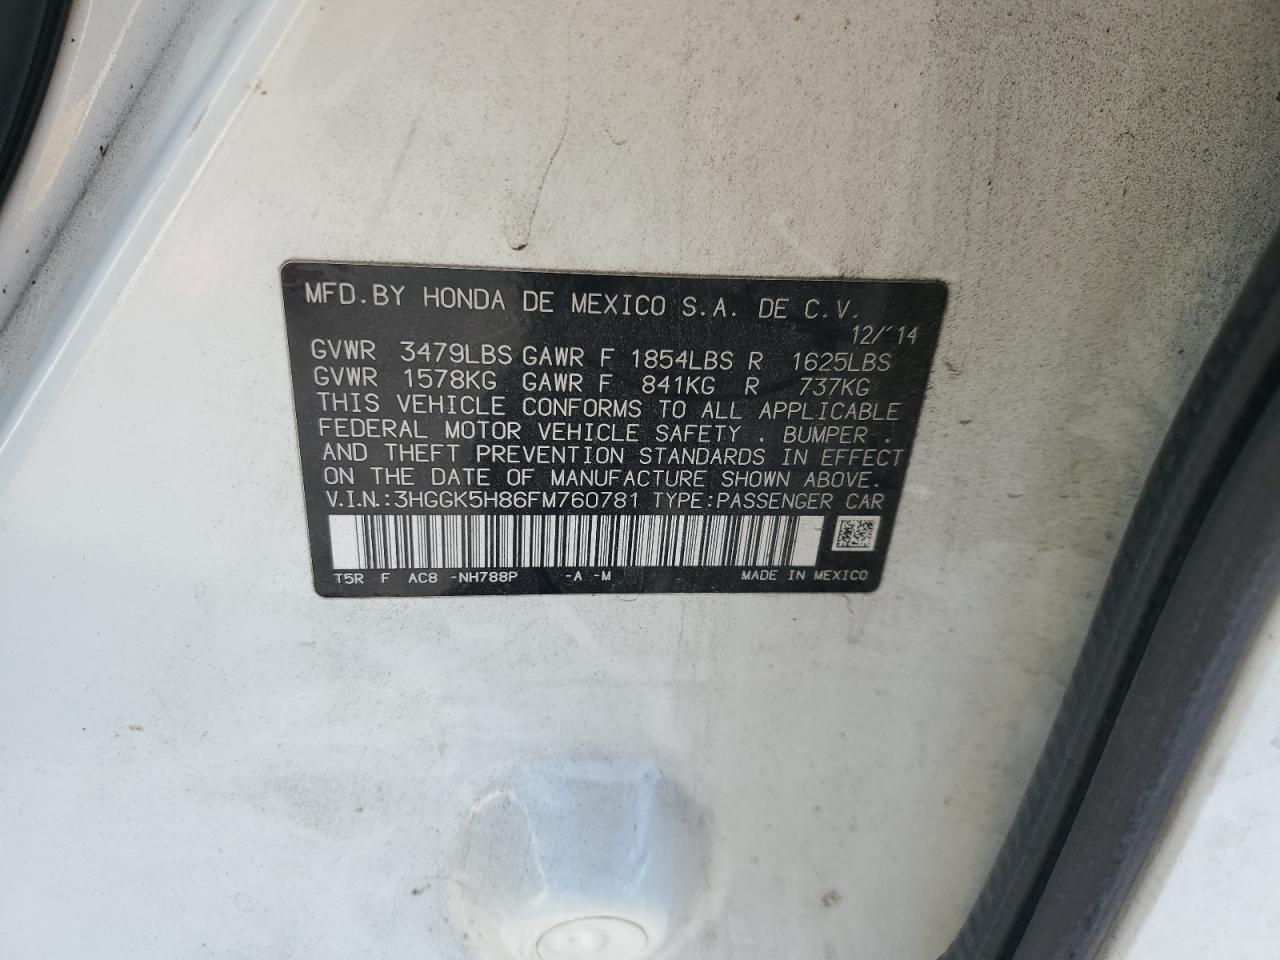 MFD.BY HONDA DE MEXICO S.A. DE C.V.
12/'14
GVWR 3479LBS GAWR F 1854LBS R 1625LBS
GVWR 1578KG GAWR F 841KG R 737KG
THIS VEHICLE CONFORMS TO ALL APPLICABLE
FEDERAL MOTOR VEHICLE SAFETY , BUMPER ,
AND THEFT PREVENTION STANDARDS IN EFFECT
ON THE DATE OF MANUFACTURE SHOWN ABOVE.
V.I.N.:3HGGK5H86FM760781 TYPE:PASSENGER CAR
T5R F AC8 -NH788P -A -M MADE IN MEXICO